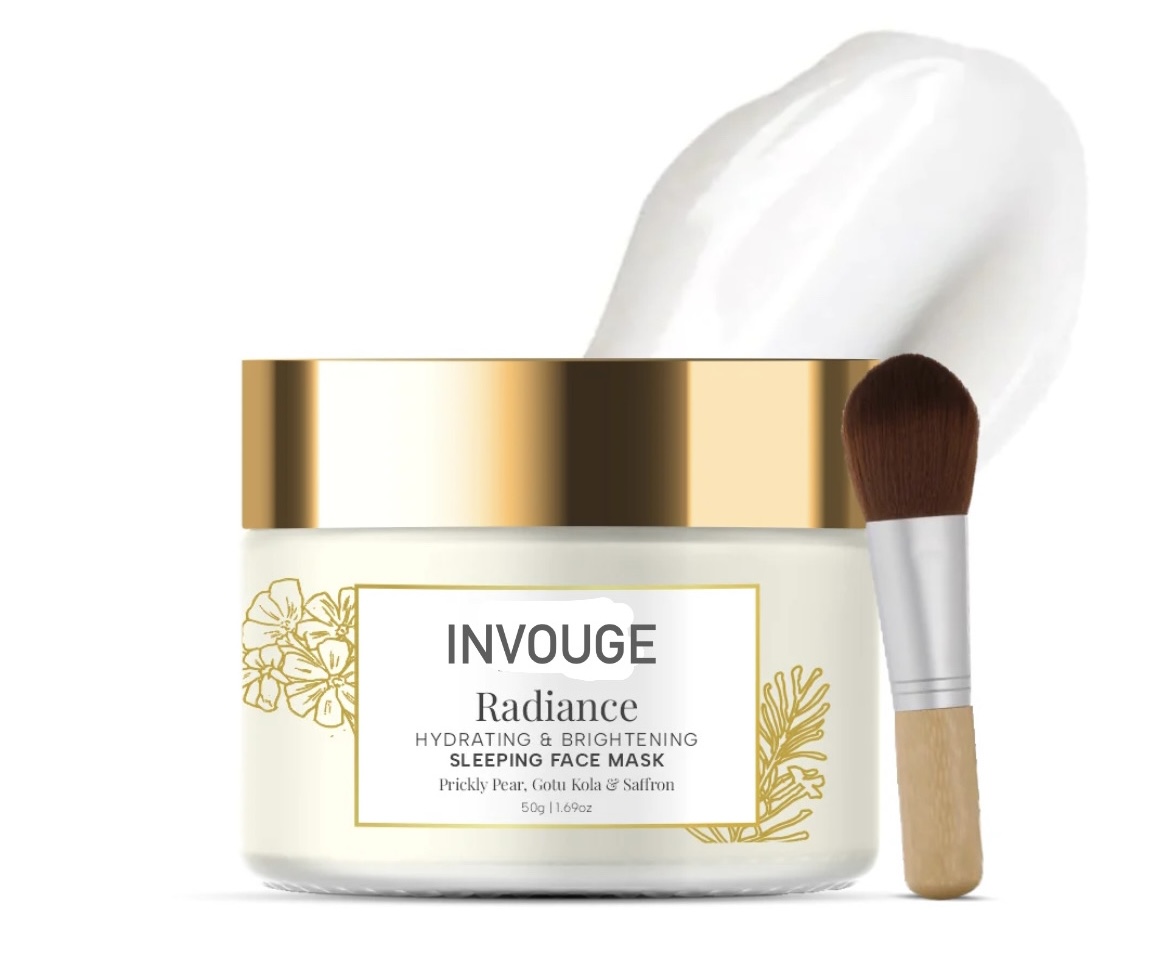 INVOUGE
Radiance
HYDRATING & BRIGHTENING
SLEEPING FACE MASK
Prickly Pear, Gotu Kola & Saffron
50g | 1.69oz